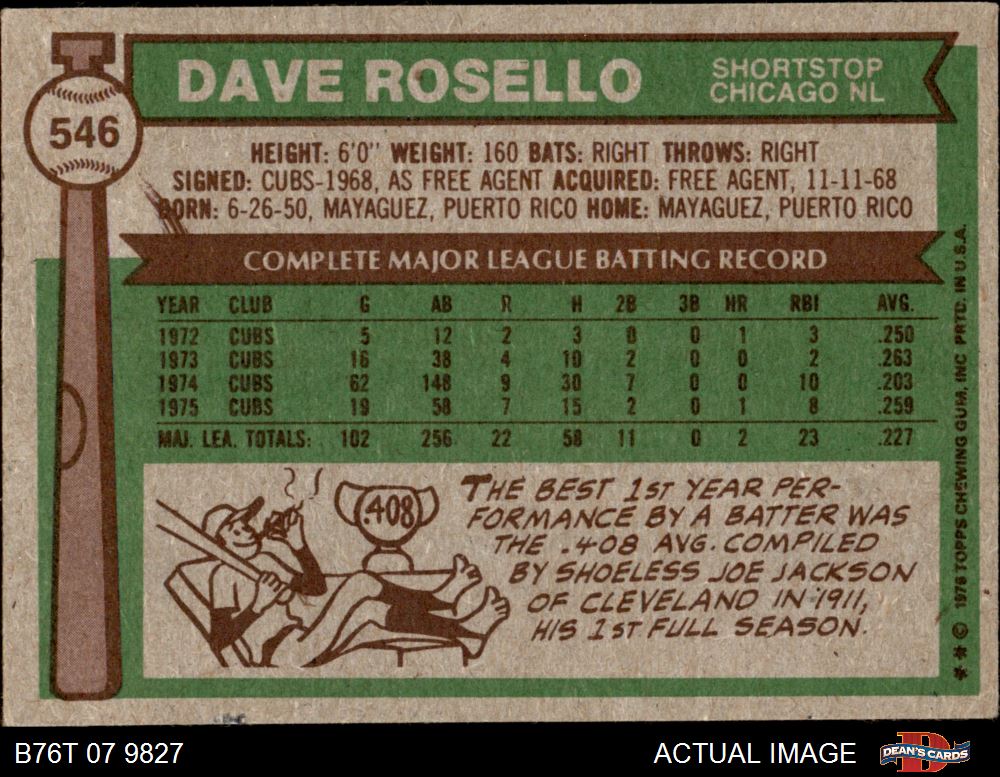 546
DAVE ROSELLO
SHORTSTOP
CHICAGO NL
HEIGHT: 6'0" WEIGHT: 160 BATS: RIGHT THROWS: RIGHT
SIGNED: CUBS-1968, AS FREE AGENT ACQUIRED: FREE AGENT, 11-11-68
BORN: 6-26-50, MAYAGUEZ, PUERTO RICO HOME: MAYAGUEZ, PUERTO RICO
COMPLETE MAJOR LEAGUE BATTING RECORD
YEAR CLUB G AB R H 2B 3B HR RBI AVG.
1972 CUBS 5 12 2 3 0 0 1 3 .250
1973 CUBS 16 38 4 10 2 0 0 2 .263
1974 CUBS 62 148 9 30 7 0 0 10 .203
1975 CUBS 19 58 7 15 2 0 1 8 .259
MAJ. LEA. TOTALS: 102 256 22 58 11 0 2 23 .227
.408
THE BEST 1ST YEAR PER-
FORMANCE BY A BATTER WAS
THE .408 AVG. COMPILED
BY SHOELESS JOE JACKSON
OF CLEVELAND IN 1911,
HIS 1ST FULL SEASON.
** © 1976 TOPPS CHEWING GUM, INC. PRTD. IN U.S.A.
B76T 07 9827
ACTUAL IMAGE
DEAN'S CARDS